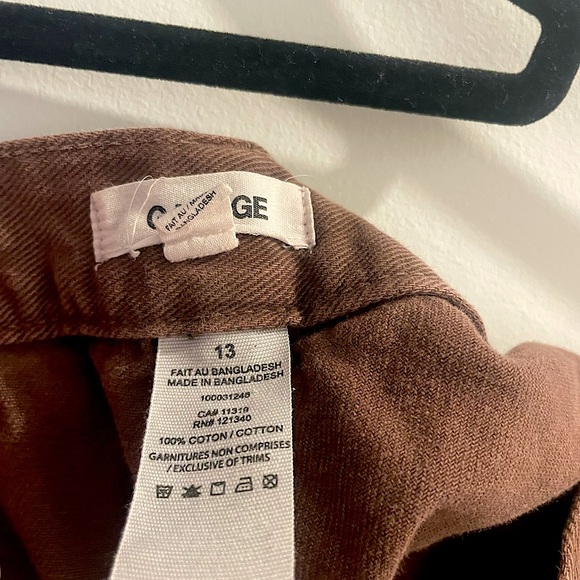 GE
FAIT AU / MADE
BANGLADESH
13
FAIT AU BANGLADESH
MADE IN BANGLADESH
100031248
CA# 11319
RN# 121340
100% COTON / COTTON
GARNITURES NON COMPRISES
/ EXCLUSIVE OF TRIMS